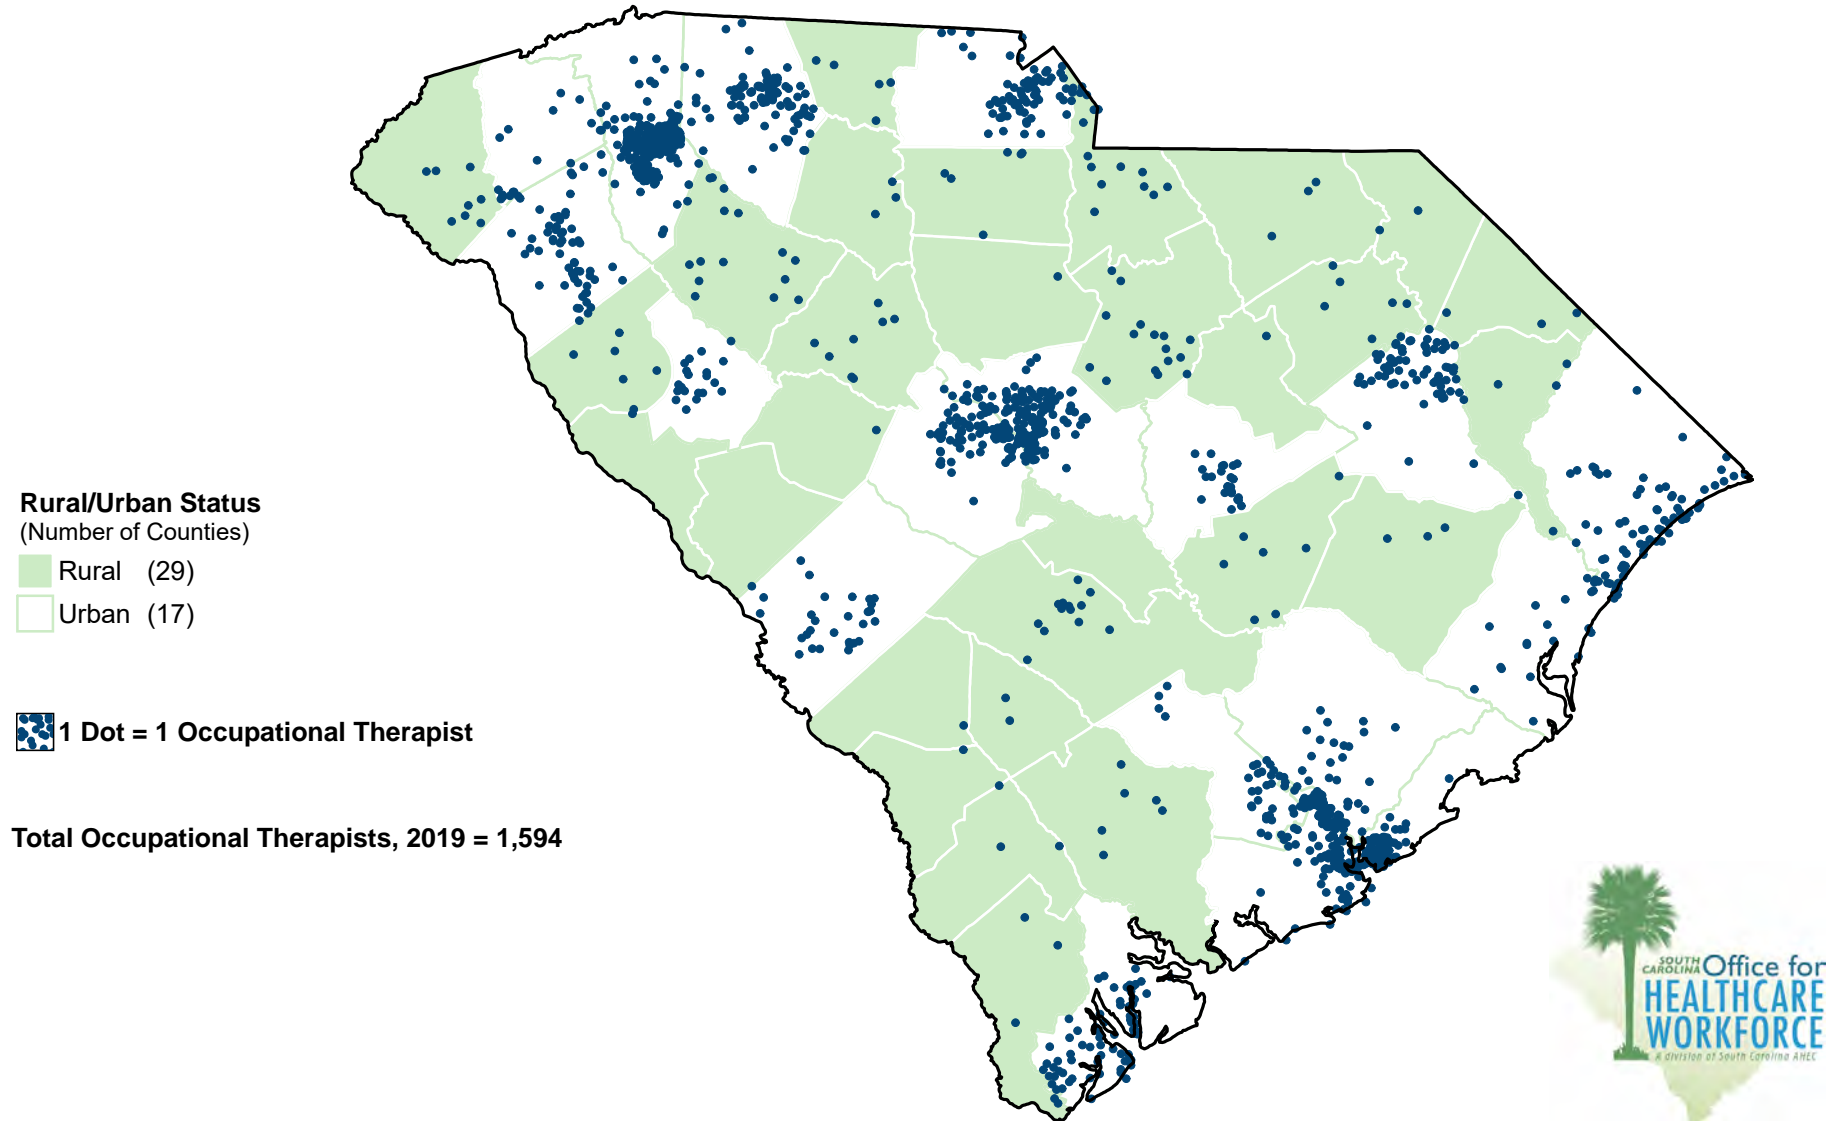 Rural/Urban Status
(Number of Counties)
Rural (29)
Urban (17)
1 Dot = 1 Occupational Therapist
Total Occupational Therapists, 2019 = 1,594
SOUTH CAROLINA Office for
HEALTHCARE
WORKFORCE
A division of South Carolina AHEC